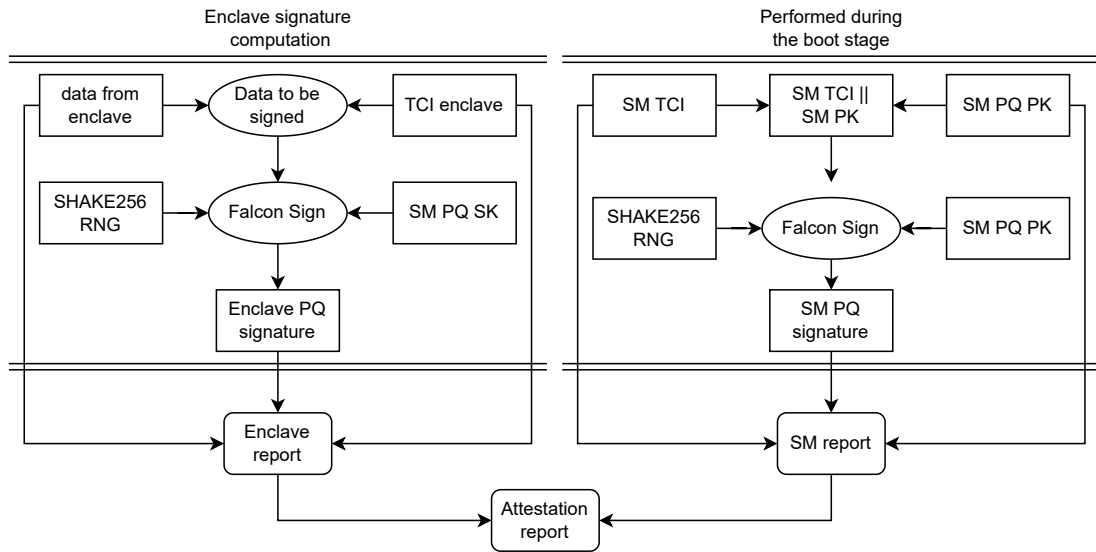 Enclave signature
computation
data from
enclave
Data to be
signed
TCI enclave
SHAKE256
RNG
Falcon Sign
SM PQ SK
Enclave PQ
signature
Enclave
report
Performed during
the boot stage
SM TCI
SM TCI ||
SM PK
SM PQ PK
SHAKE256
RNG
Falcon Sign
SM PQ PK
SM PQ
signature
SM report
Attestation
report